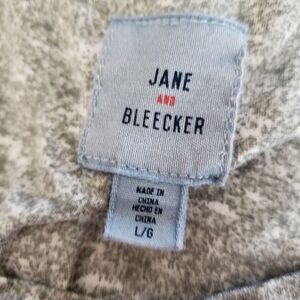 JANE
AND
BLEECKER
MADE IN
CHINA
HECHO EN
CHINA
L/G